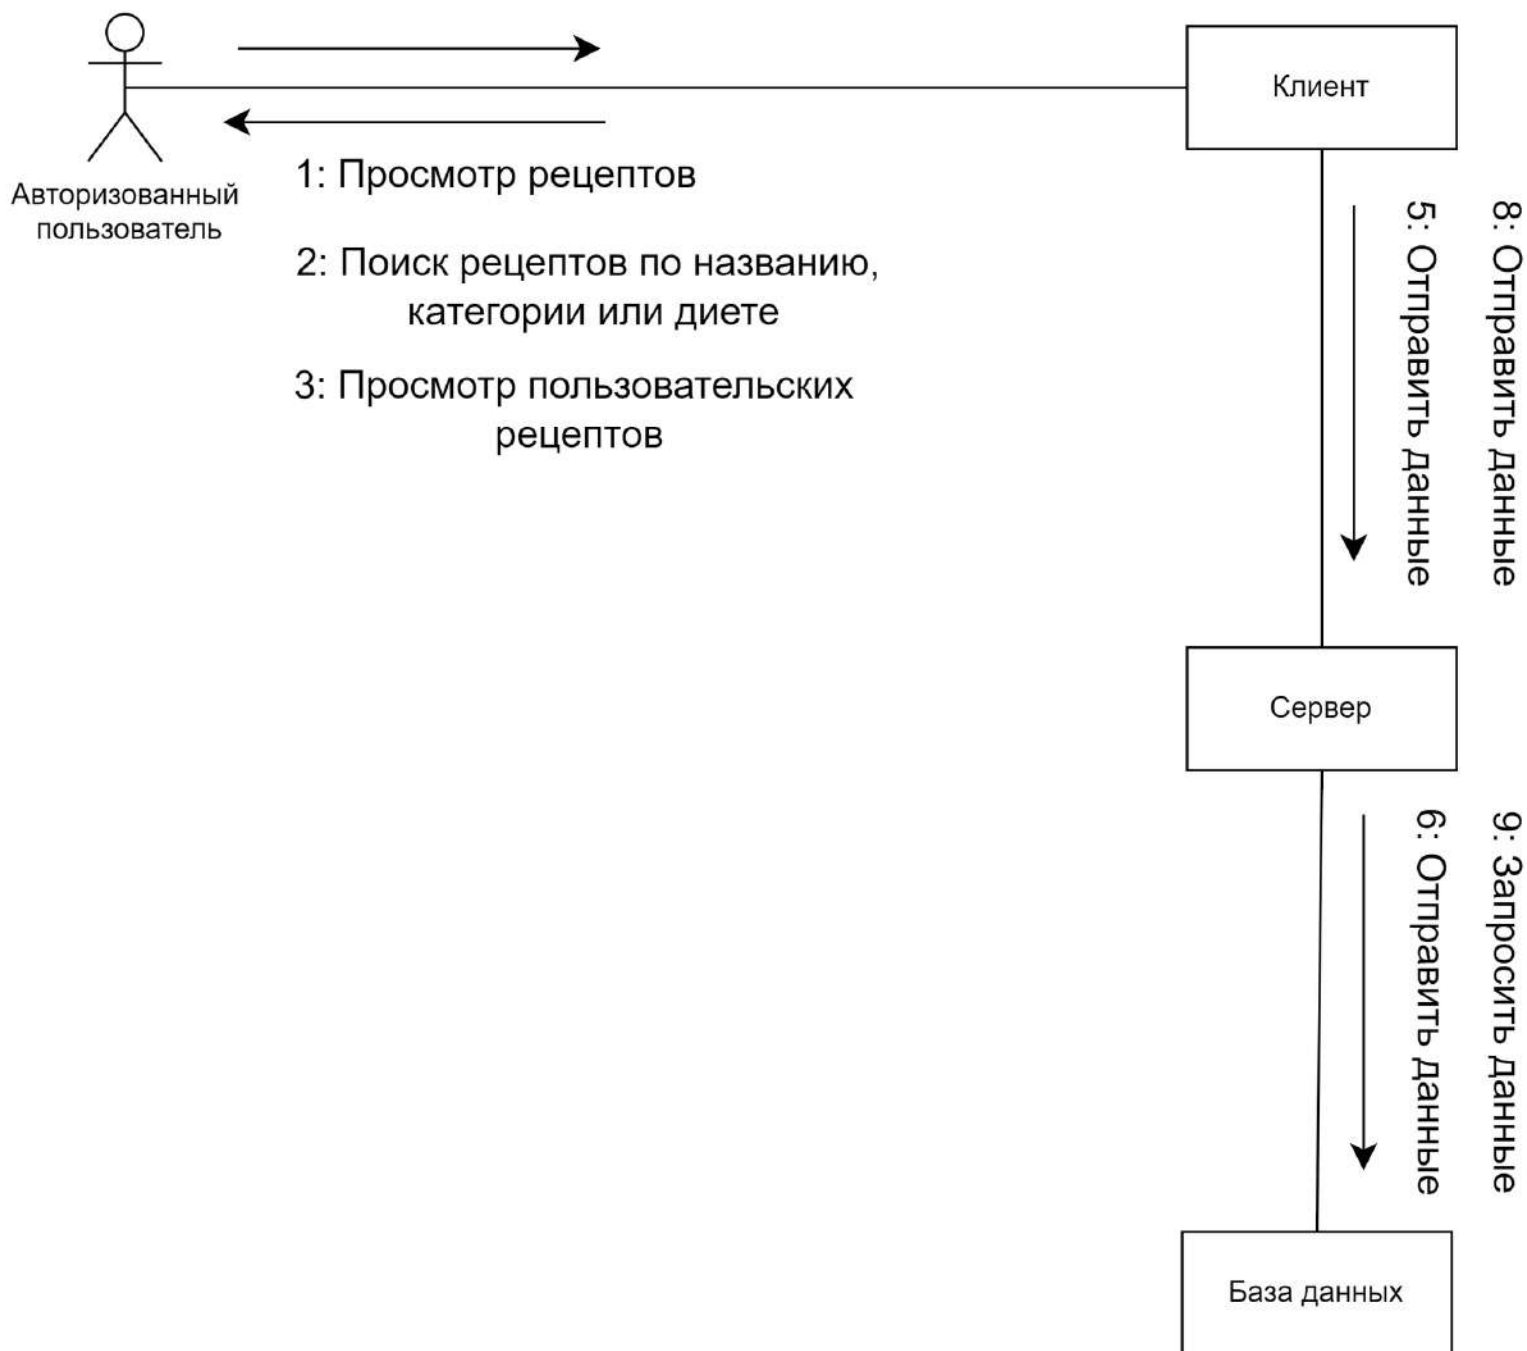 Клиент
Авторизованный
пользователь
1: Просмотр рецептов
2: Поиск рецептов по названию,
категории или диете
3: Просмотр пользовательских
рецептов
5: Отправить данные
8: Отправить данные
Сервер
6: Отправить данные
9: Запросить данные
База данных